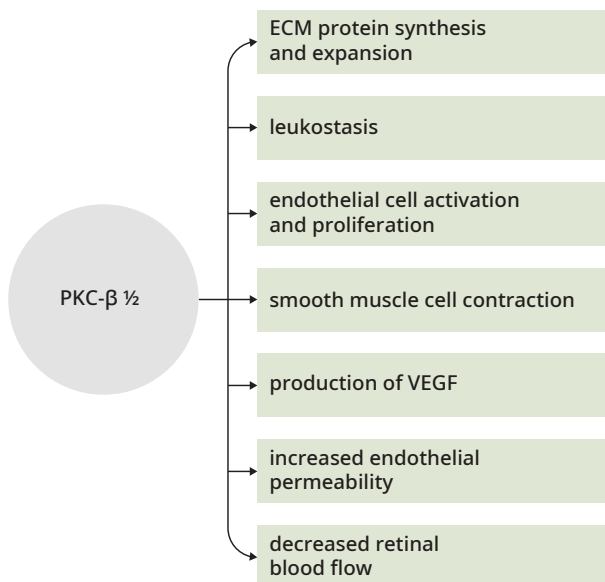 ECM protein synthesis
and expansion
leukostasis
endothelial cell activation
and proliferation
PKC-β ½
smooth muscle cell contraction
production of VEGF
increased endothelial
permeability
decreased retinal
blood flow